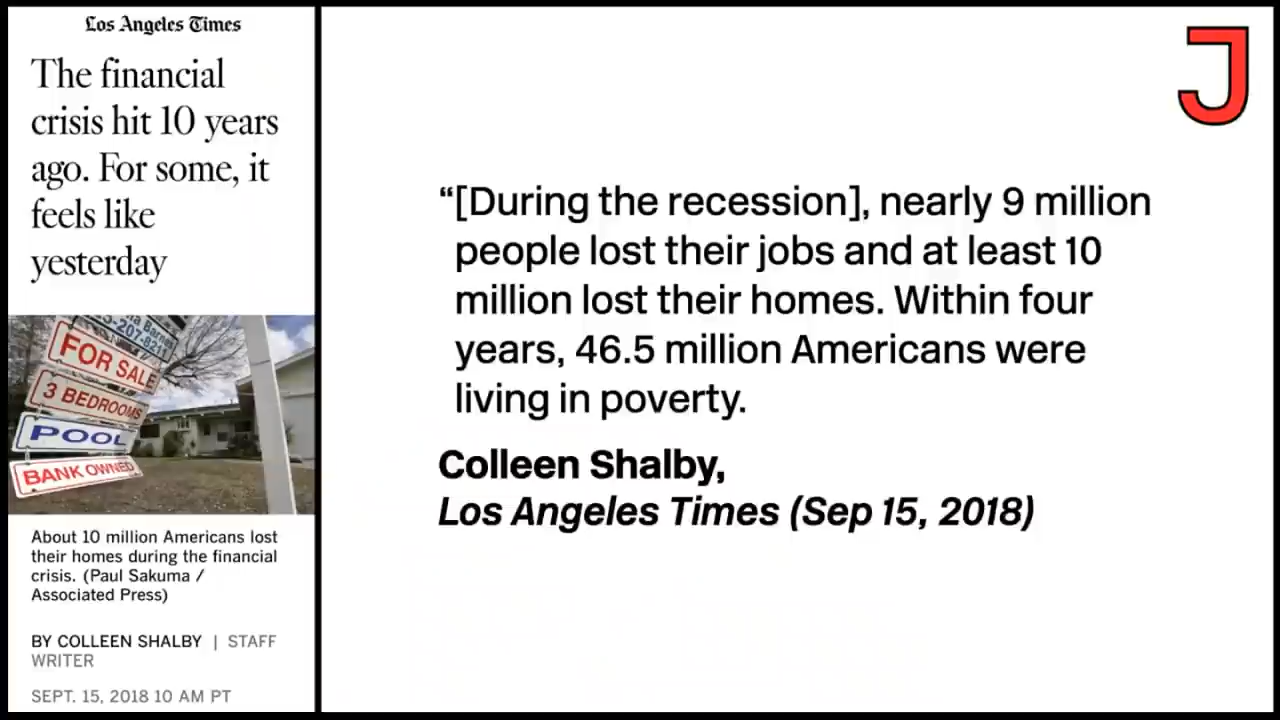 Los Angeles Times
The financial
crisis hit 10 years
ago. For some, it
feels like
yesterday
FOR SALE
3 BEDROOMS
POOL
BANK OWNED
About 10 million Americans lost
their homes during the financial
crisis. (Paul Sakuma /
Associated Press)
BY COLLEEN SHALBY | STAFF
WRITER
SEPT. 15, 2018 10 AM PT
J
“[During the recession], nearly 9 million
people lost their jobs and at least 10
million lost their homes. Within four
years, 46.5 million Americans were
living in poverty.
Colleen Shalby,
Los Angeles Times (Sep 15, 2018)